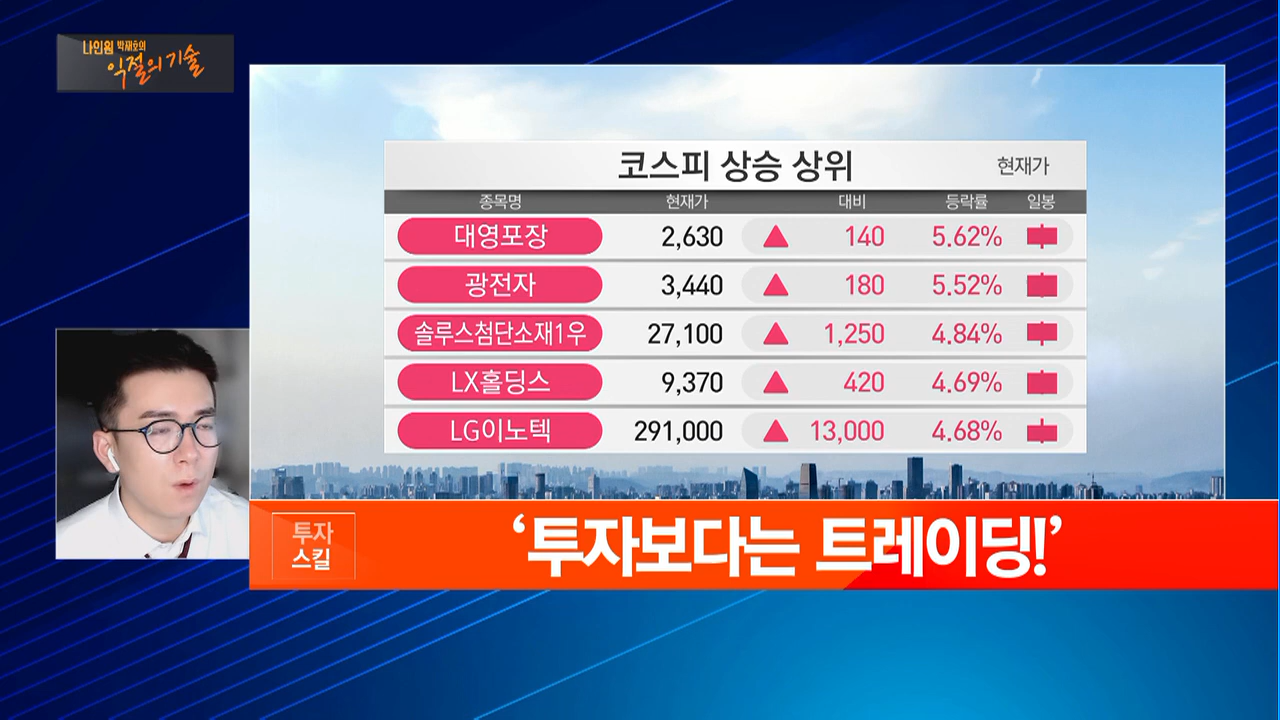 나인원 박재호의
익절의 기술
코스피 상승 상위
현재가
종목명 현재가 대비 등락률 일봉
대영포장 2,630 ▲ 140 5.62%
광전자 3,440 ▲ 180 5.52%
솔루스첨단소재1우 27,100 ▲ 1,250 4.84%
LX홀딩스 9,370 ▲ 420 4.69%
LG이노텍 291,000 ▲ 13,000 4.68%
투자
스킬
‘투자보다는 트레이딩!’